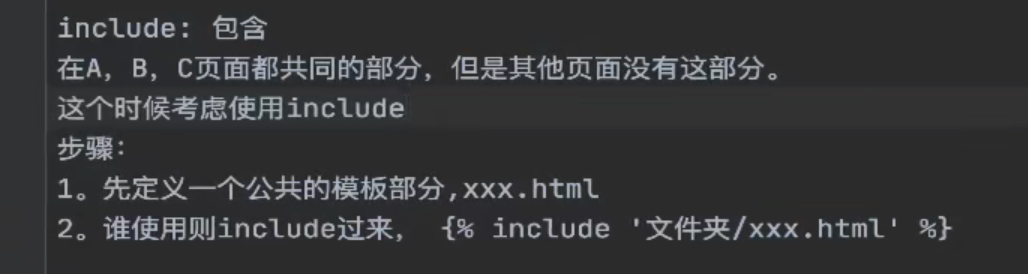 include: 包含
在A，B，C页面都共同的部分，但是其他页面没有这部分。
这个时候考虑使用include
步骤：
1。先定义一个公共的模板部分,xxx.html
2。谁使用则include过来， {% include '文件夹/xxx.html' %}